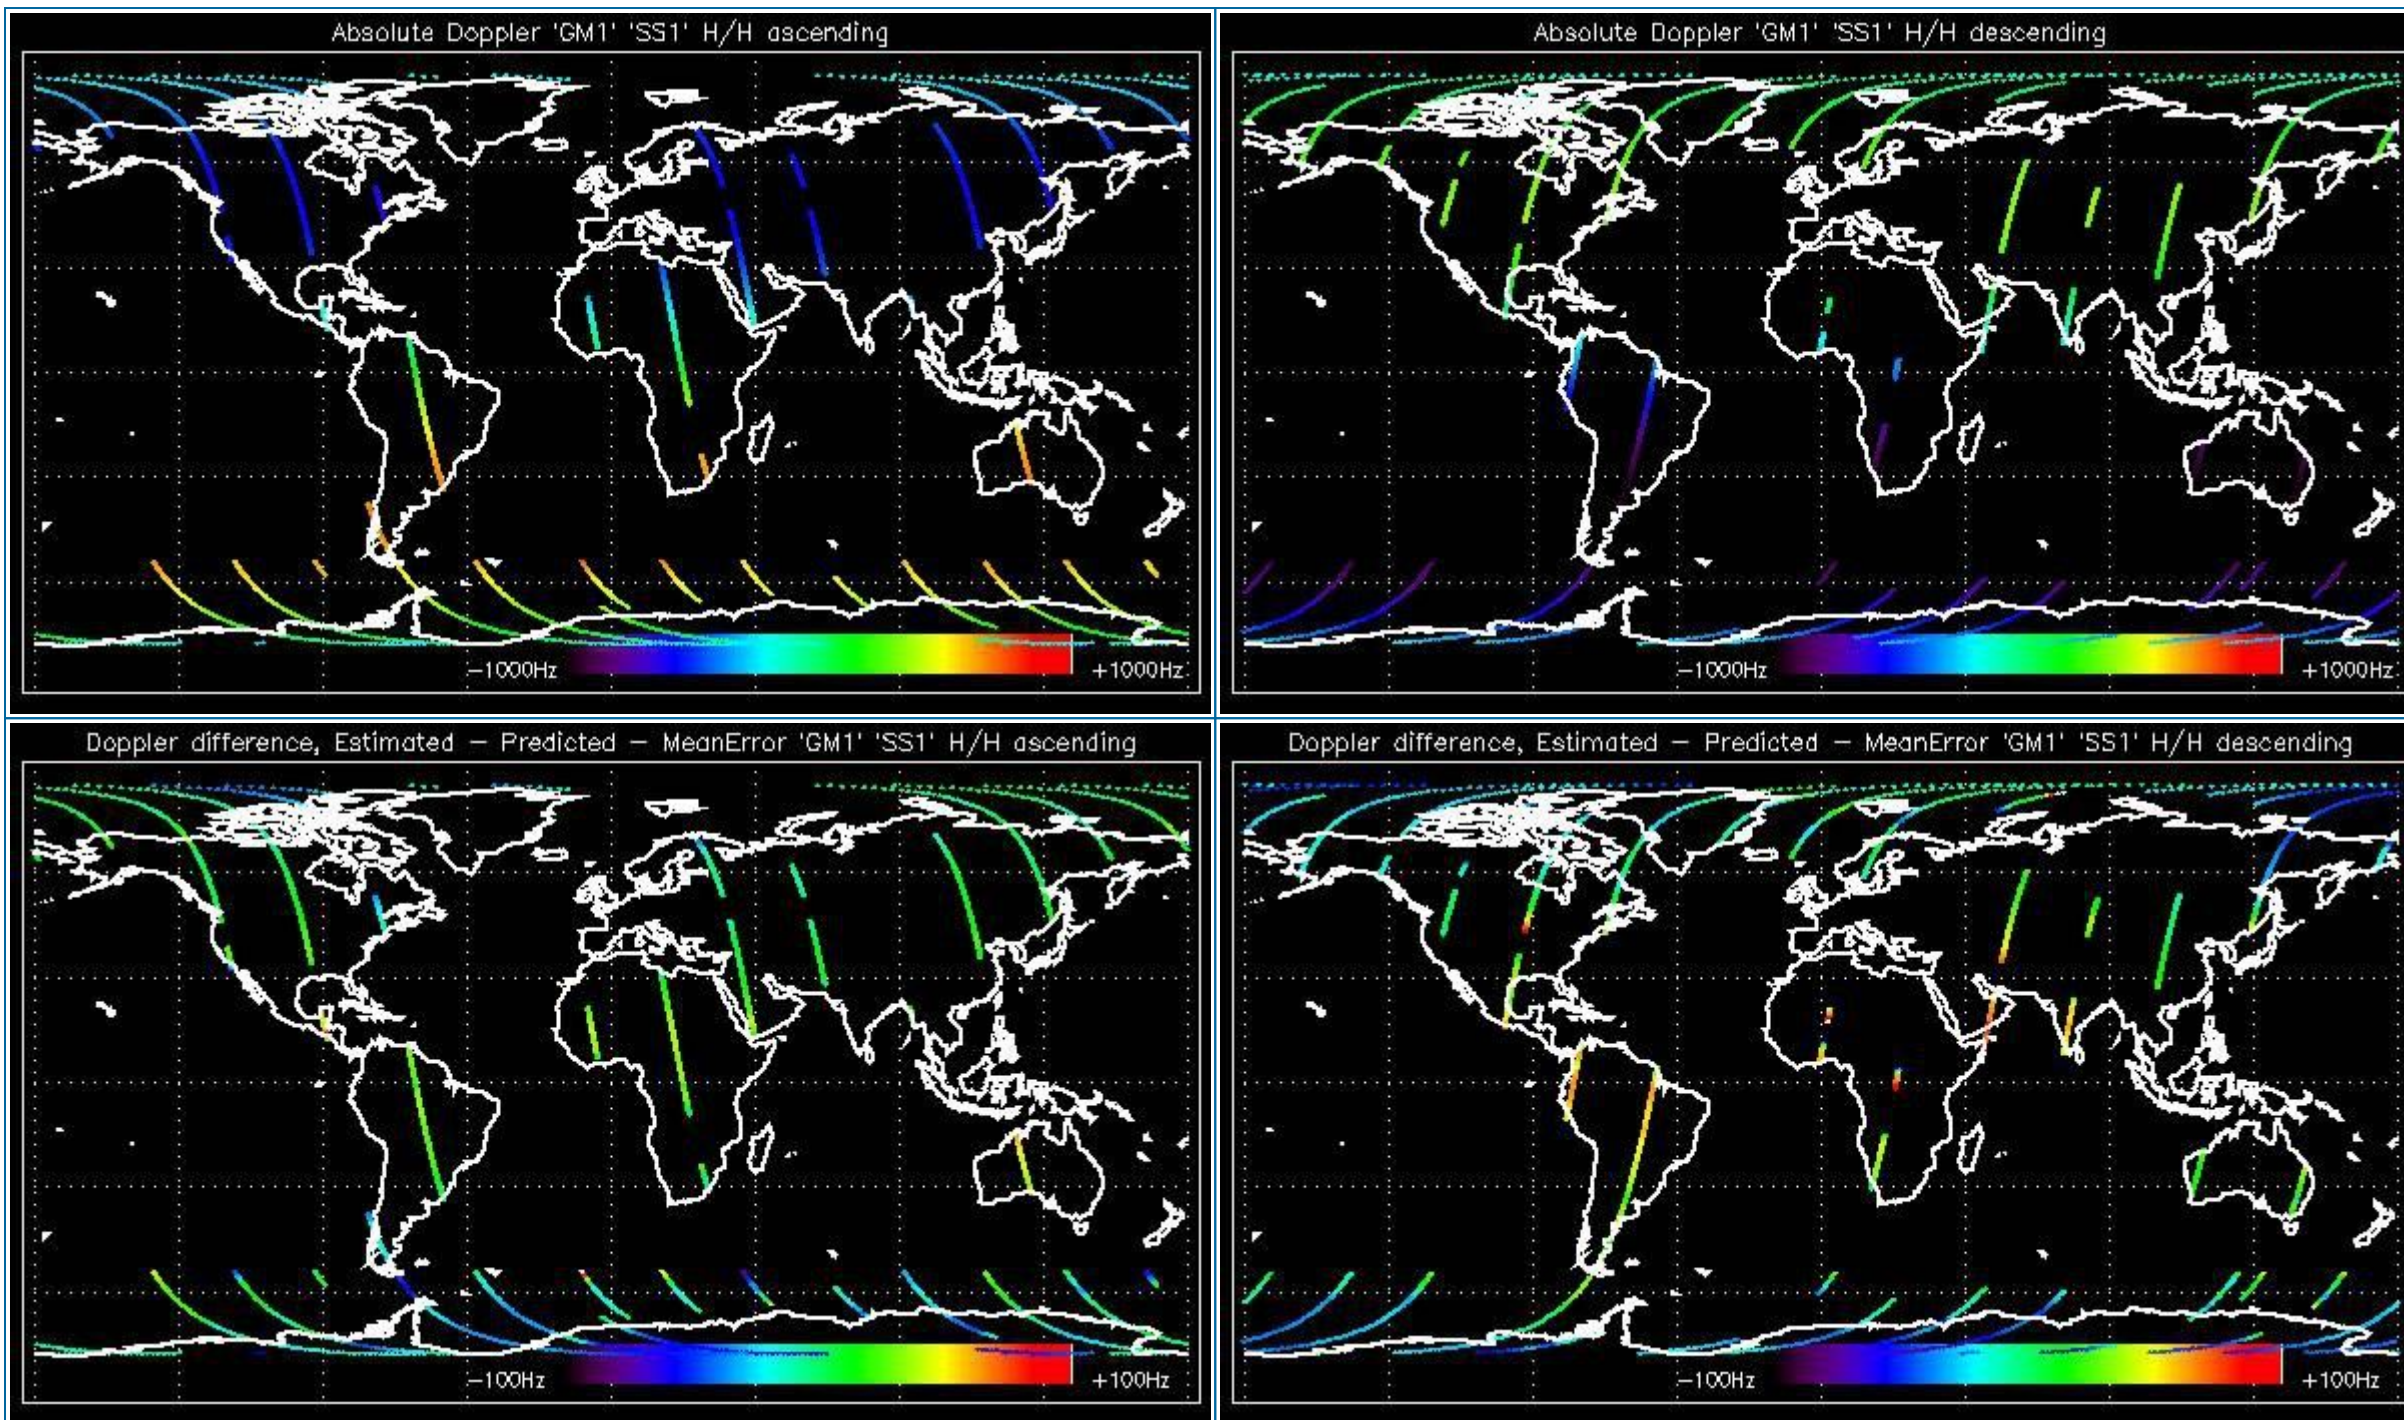 Absolute Doppler 'GM1' 'SS1' H/H ascending
-1000Hz
+1000Hz
Absolute Doppler 'GM1' 'SS1' H/H descending
-1000Hz
+1000Hz
Doppler difference, Estimated - Predicted - MeanError 'GM1' 'SS1' H/H ascending
-100Hz
+100Hz
Doppler difference, Estimated - Predicted - MeanError 'GM1' 'SS1' H/H descending
-100Hz
+100Hz